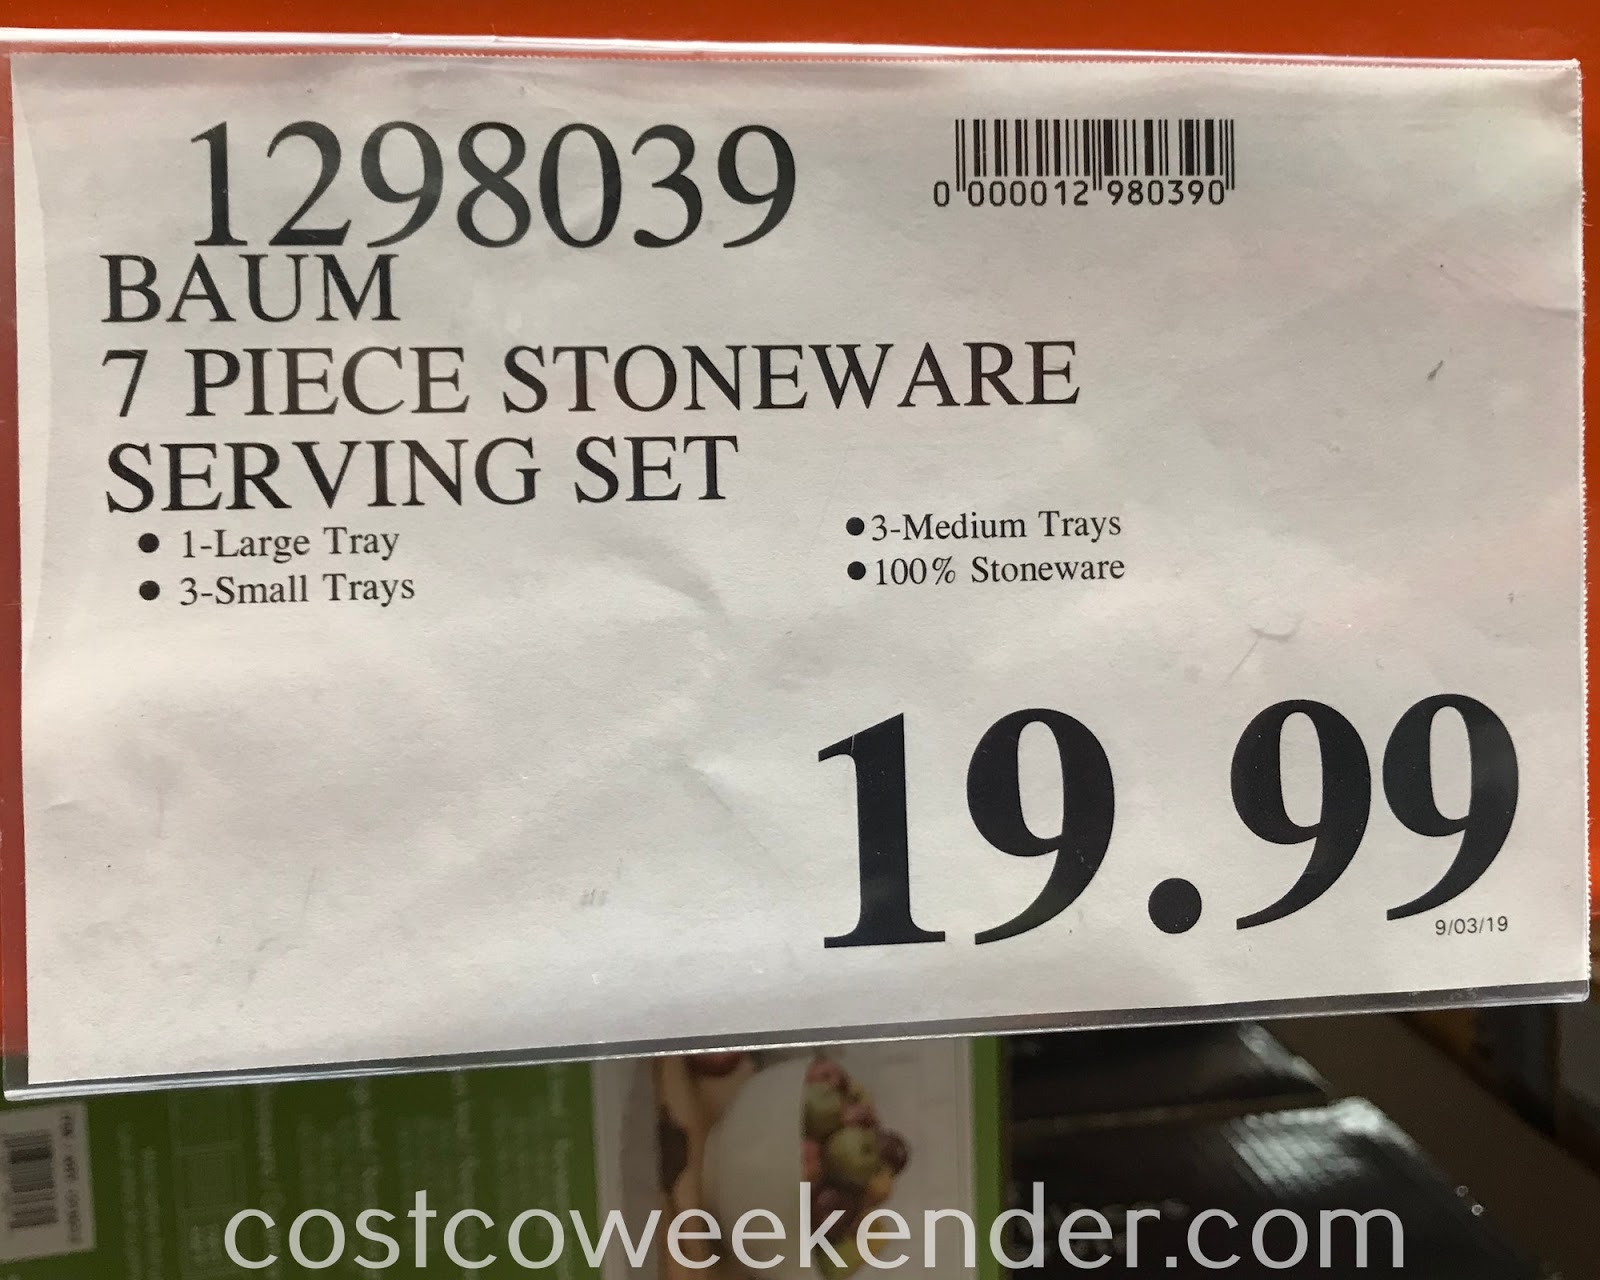 1298039
0 000012 980390
BAUM
7 PIECE STONEWARE
SERVING SET
• 1-Large Tray
• 3-Small Trays
•3-Medium Trays
•100% Stoneware
19.99
9/03/19
costcoweekender.com